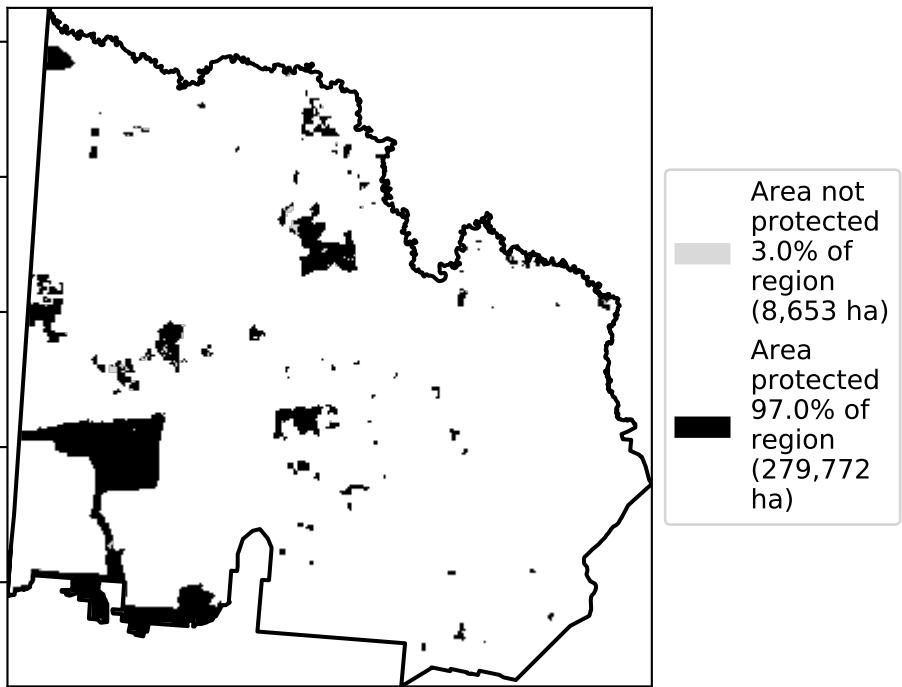 Area not
protected
3.0% of
region
(8,653 ha)
Area
protected
97.0% of
region
(279,772
ha)